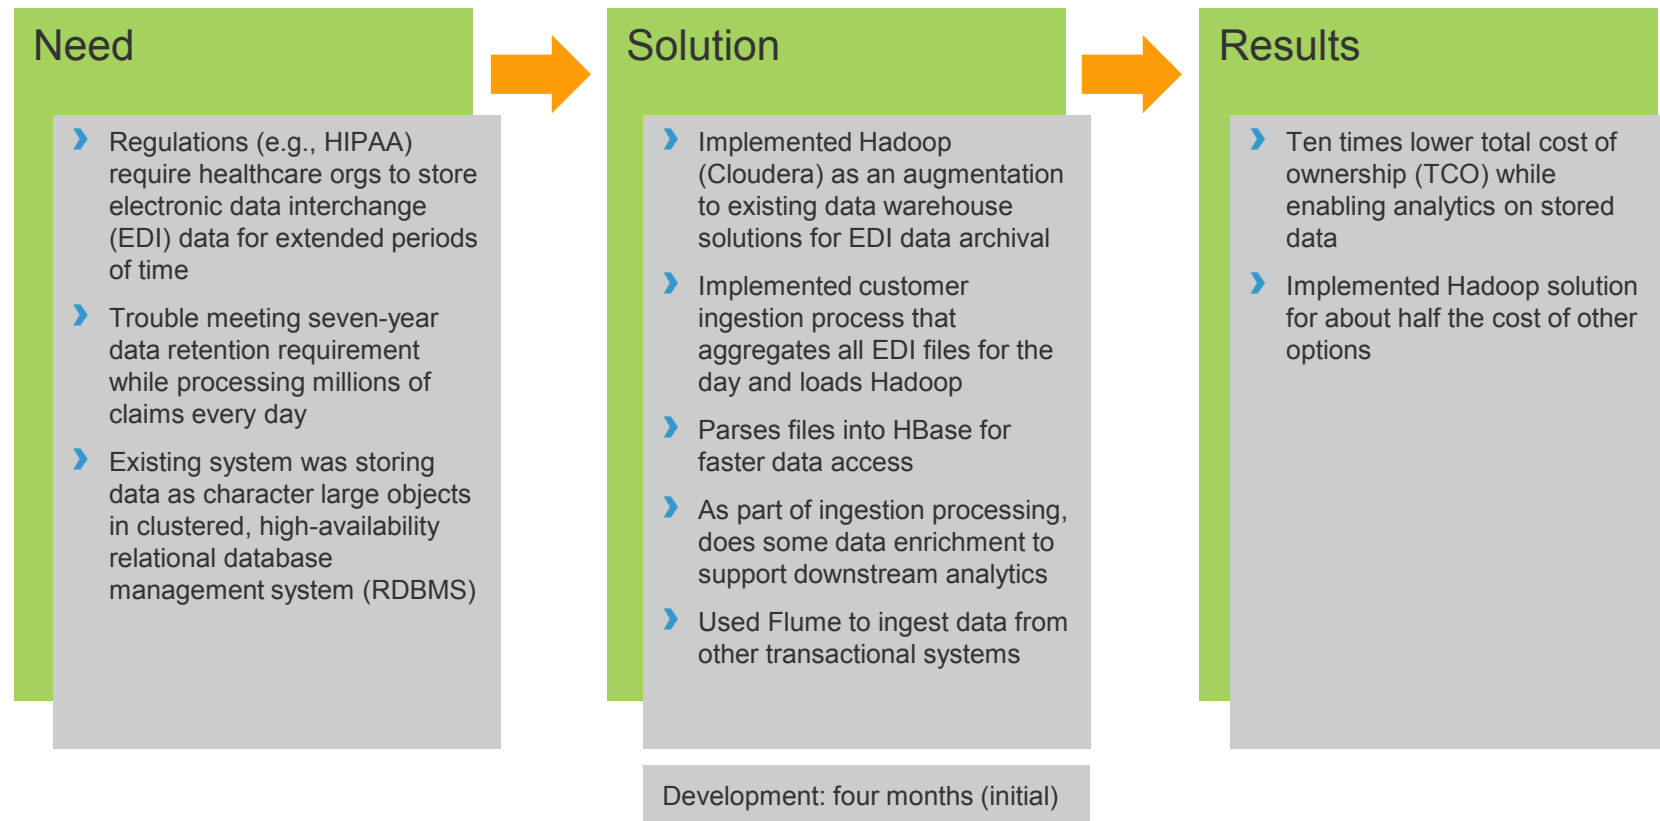 Need
Regulations (e.g., HIPAA)
require healthcare orgs to store
electronic data interchange
(EDI) data for extended periods
of time
Trouble meeting seven-year
data retention requirement
while processing millions of
claims every day
Existing system was storing
data as character large objects
in clustered, high-availability
relational database
management system (RDBMS)
Solution
Implemented Hadoop
(Cloudera) as an augmentation
to existing data warehouse
solutions for EDI data archival
Implemented customer
ingestion process that
aggregates all EDI files for the
day and loads Hadoop
Parses files into HBase for
faster data access
As part of ingestion processing,
does some data enrichment to
support downstream analytics
Used Flume to ingest data from
other transactional systems
Development: four months (initial)
Results
Ten times lower total cost of
ownership (TCO) while
enabling analytics on stored
data
Implemented Hadoop solution
for about half the cost of other
options